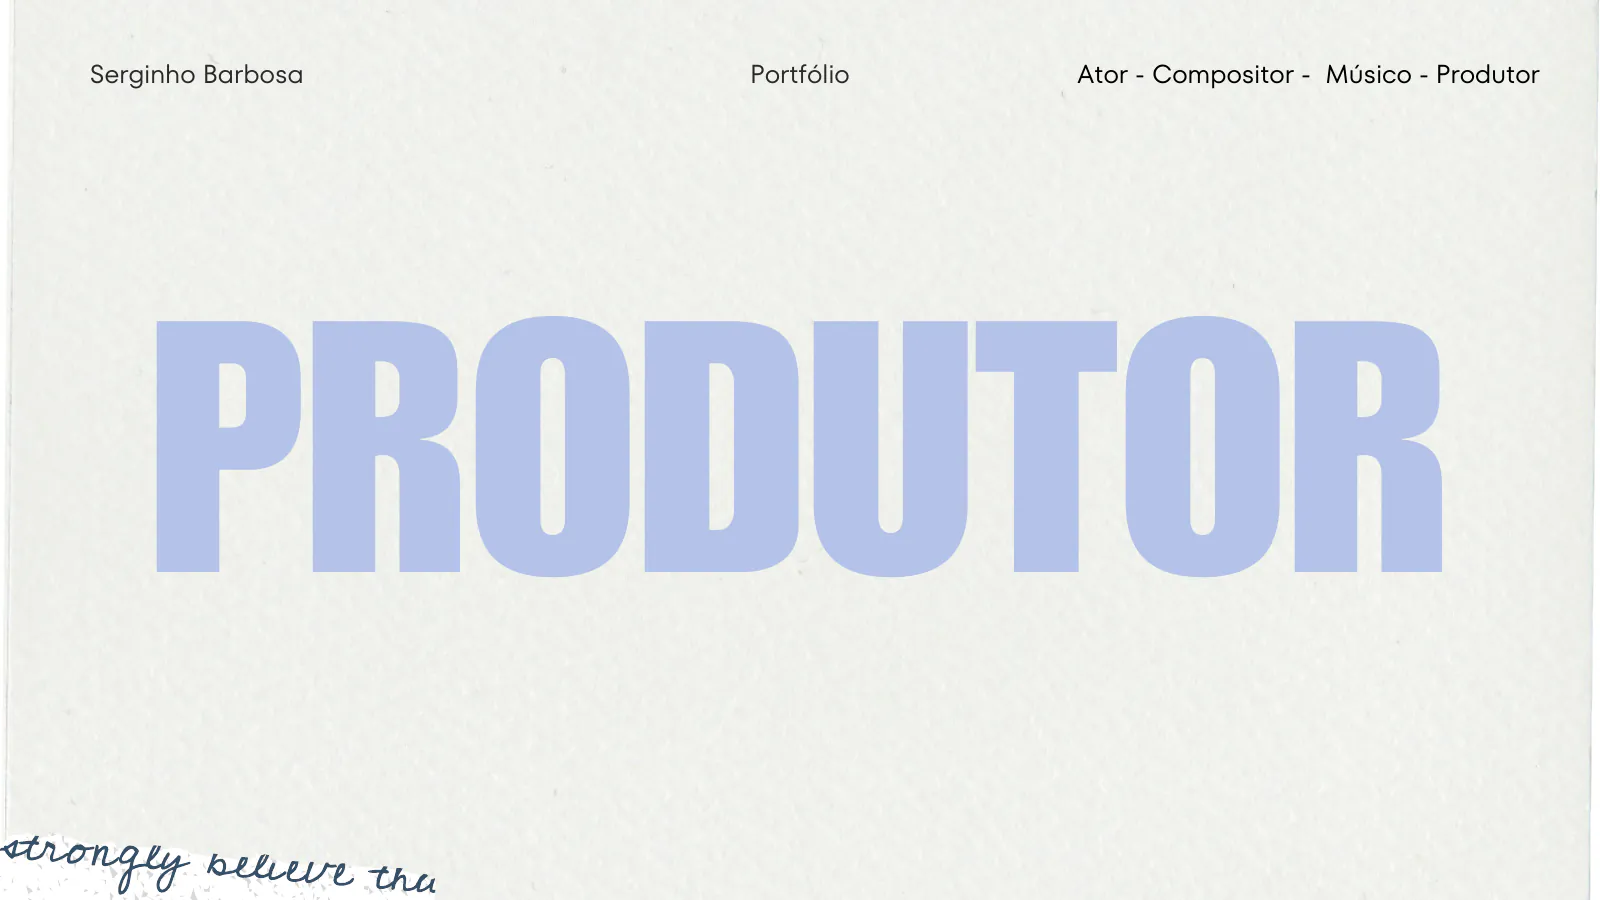 Serginho Barbosa
Portfólio
Ator - Compositor - Músico - Produtor
PRODUTOR
strongly believe